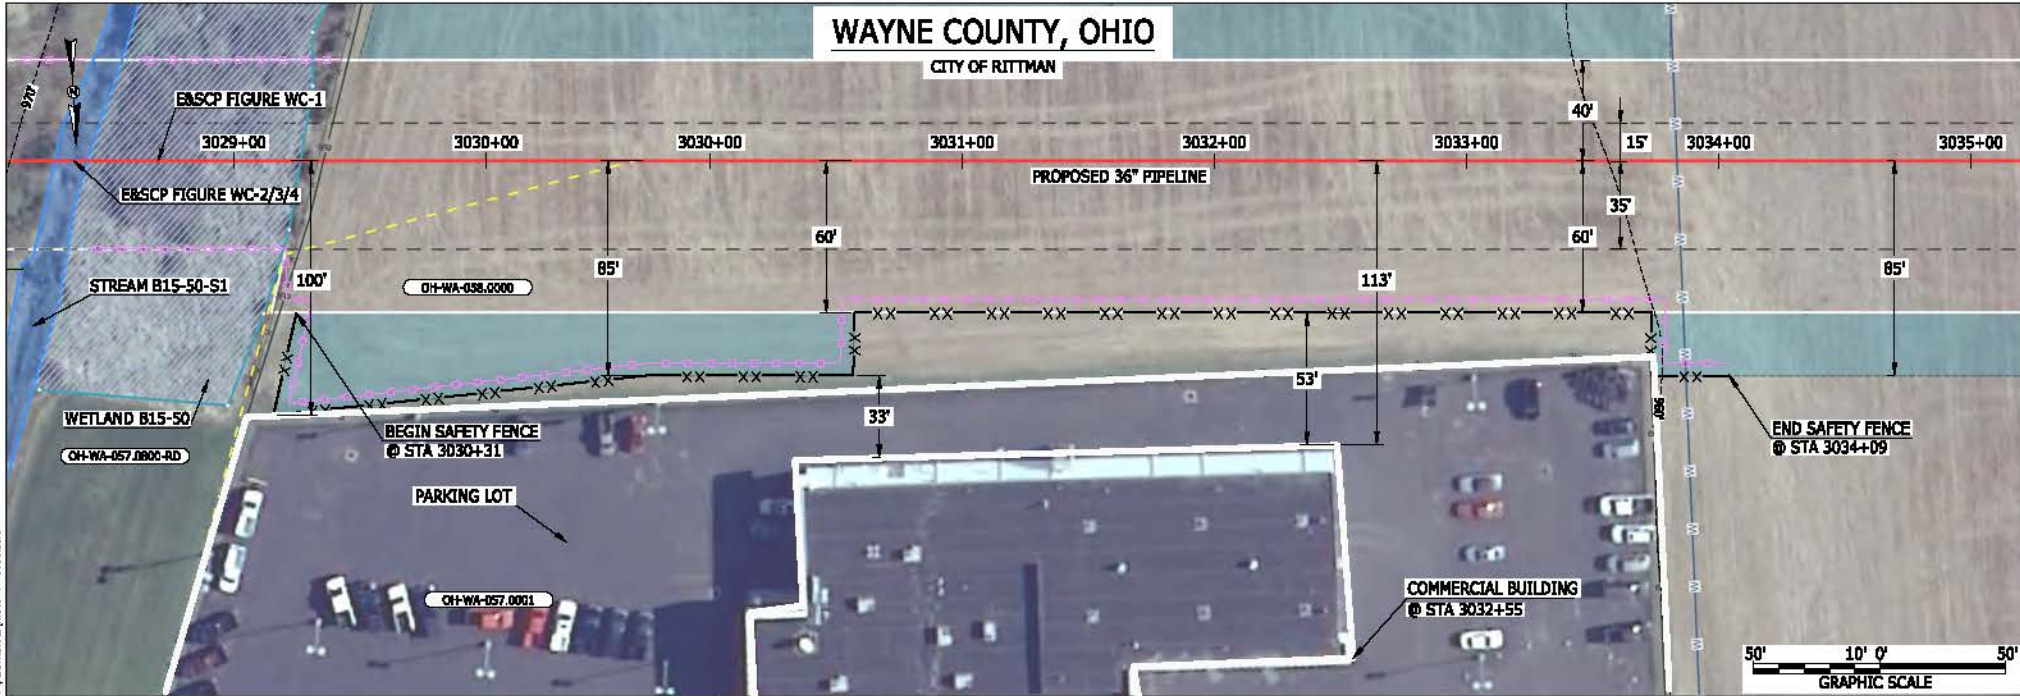 WAYNE COUNTY, OHIO
CITY OF RITTMAN
970'
N
E&SCP FIGURE WC-1
3029+00
3030+00
3030+00
3031+00
3032+00
3033+00
3034+00
3035+00
40'
15'
PROPOSED 36" PIPELINE
E&SCP FIGURE WC-2/3/4
35'
60'
60'
85'
85'
100'
113'
STREAM B15-50-S1
OH-WA-058.0000
53'
33'
WETLAND B15-50
BEGIN SAFETY FENCE
@ STA 3030+31
960'
END SAFETY FENCE
@ STA 3034+09
OH-WA-057.0800-RD
PARKING LOT
OH-WA-057.0001
COMMERCIAL BUILDING
@ STA 3032+55
50' 10' 0' 50'
GRAPHIC SCALE